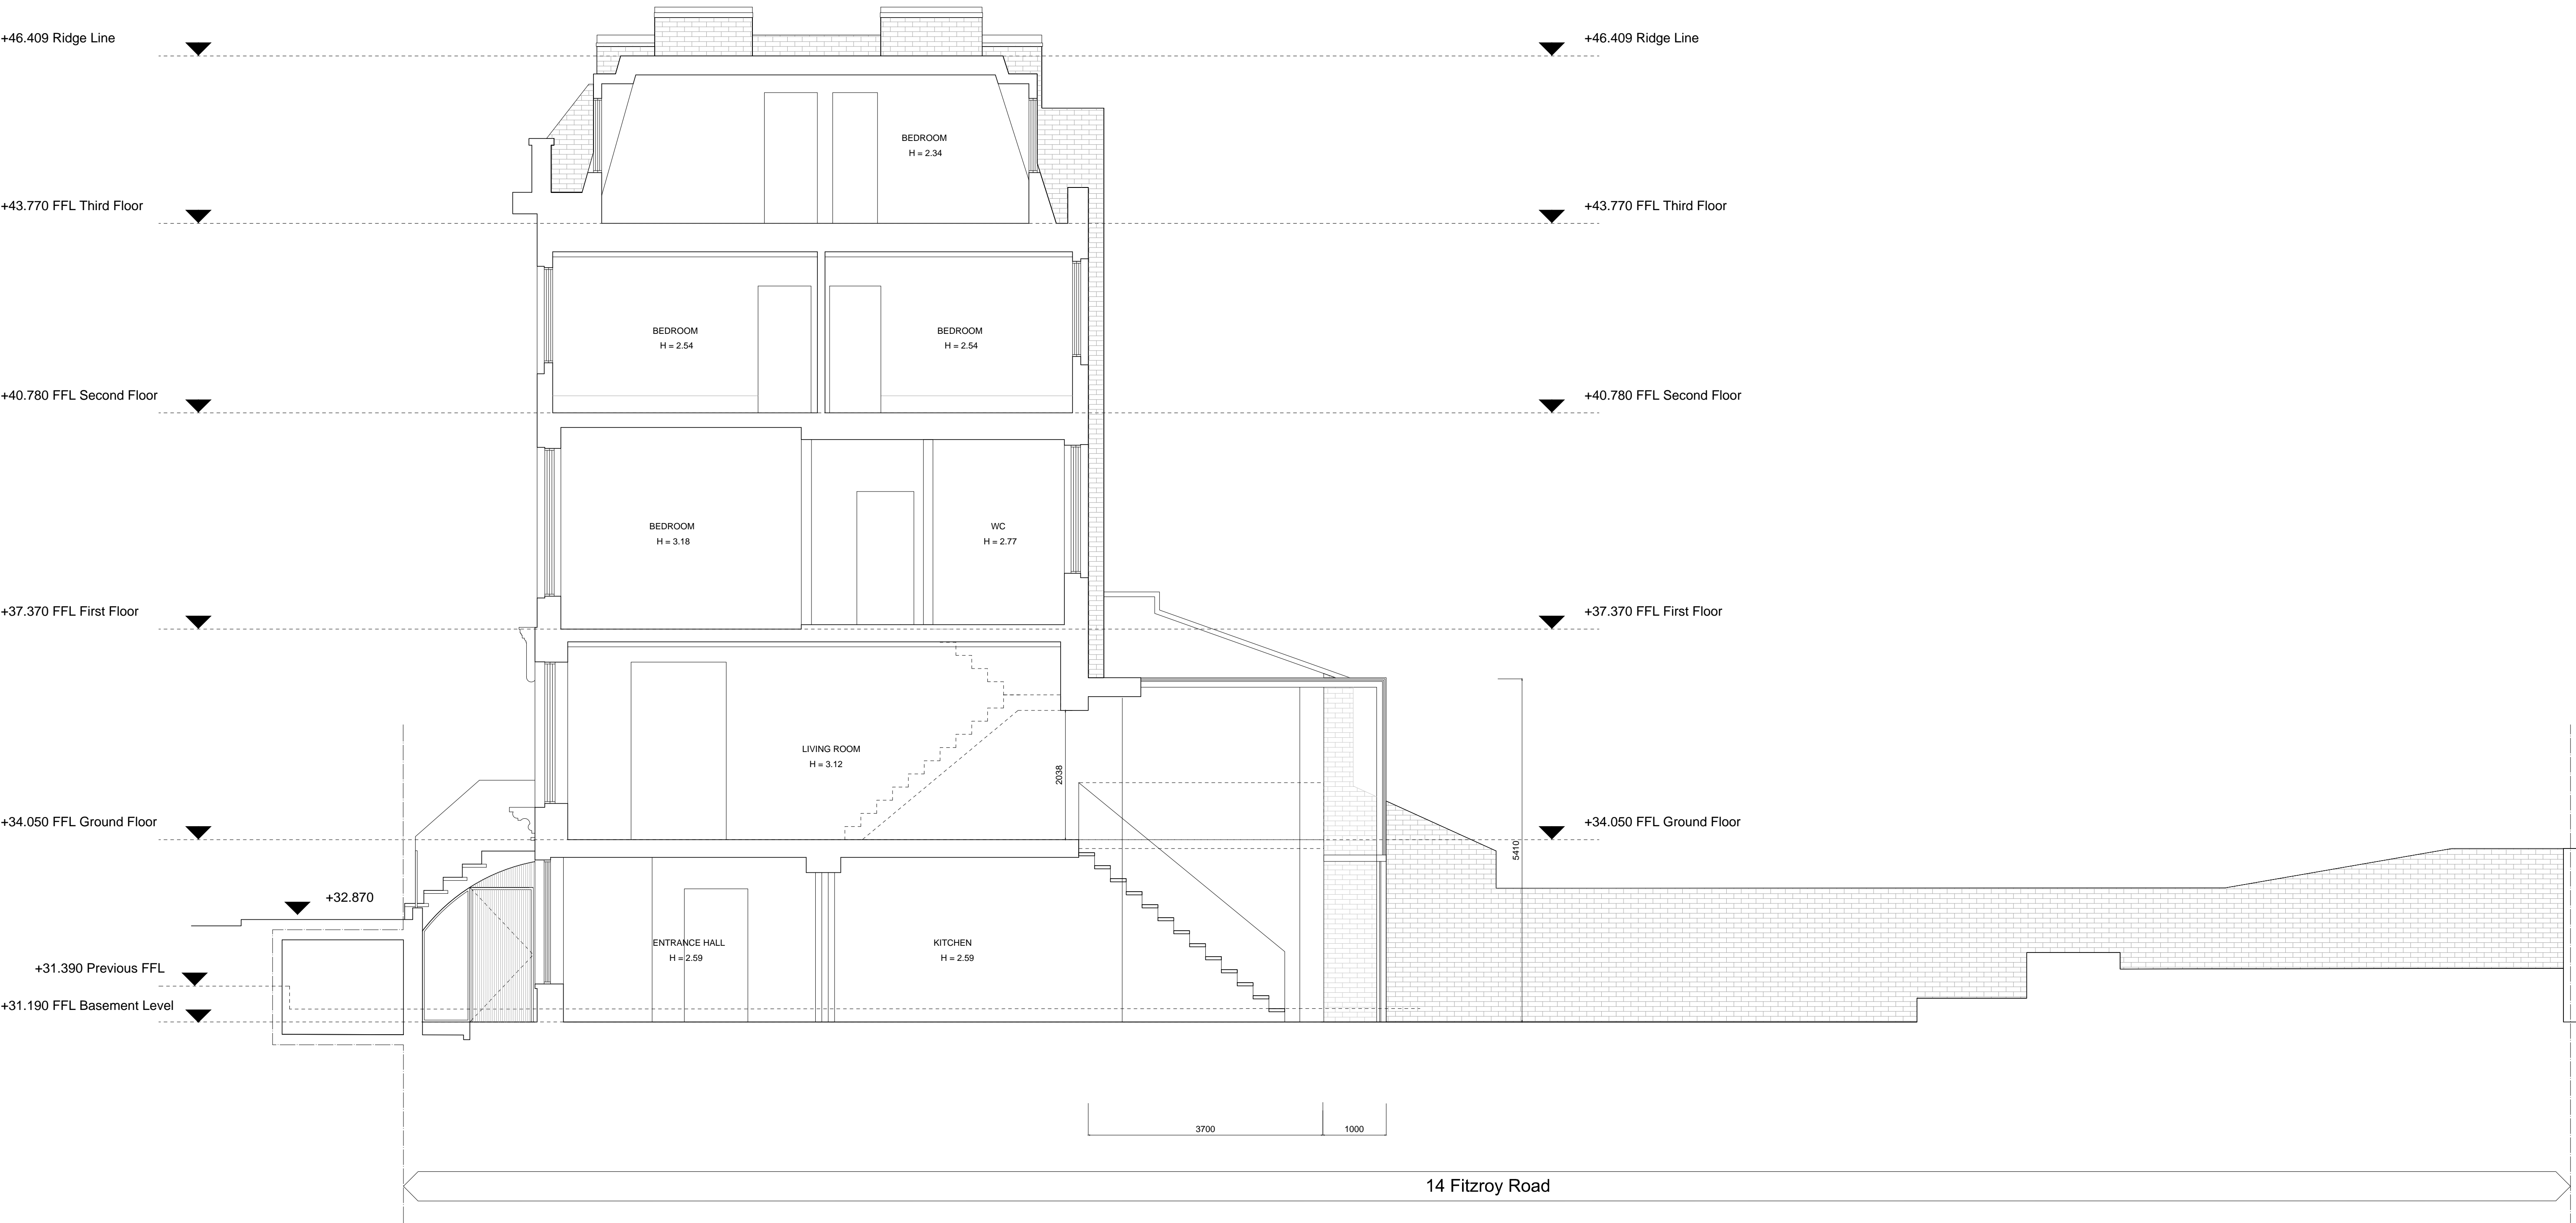 +46.409 Ridge Line
+46.409 Ridge Line
BEDROOM
H = 2.34
+43.770 FFL Third Floor
+43.770 FFL Third Floor
BEDROOM
H = 2.54
BEDROOM
H = 2.54
+40.780 FFL Second Floor
+40.780 FFL Second Floor
BEDROOM
H = 3.18
WC
H = 2.77
+37.370 FFL First Floor
+37.370 FFL First Floor
LIVING ROOM
H = 3.12
2038
+34.050 FFL Ground Floor
+34.050 FFL Ground Floor
5410
+32.870
ENTRANCE HALL
H = 2.59
KITCHEN
H = 2.59
+31.390 Previous FFL
+31.190 FFL Basement Level
3700
1000
14 Fitzroy Road